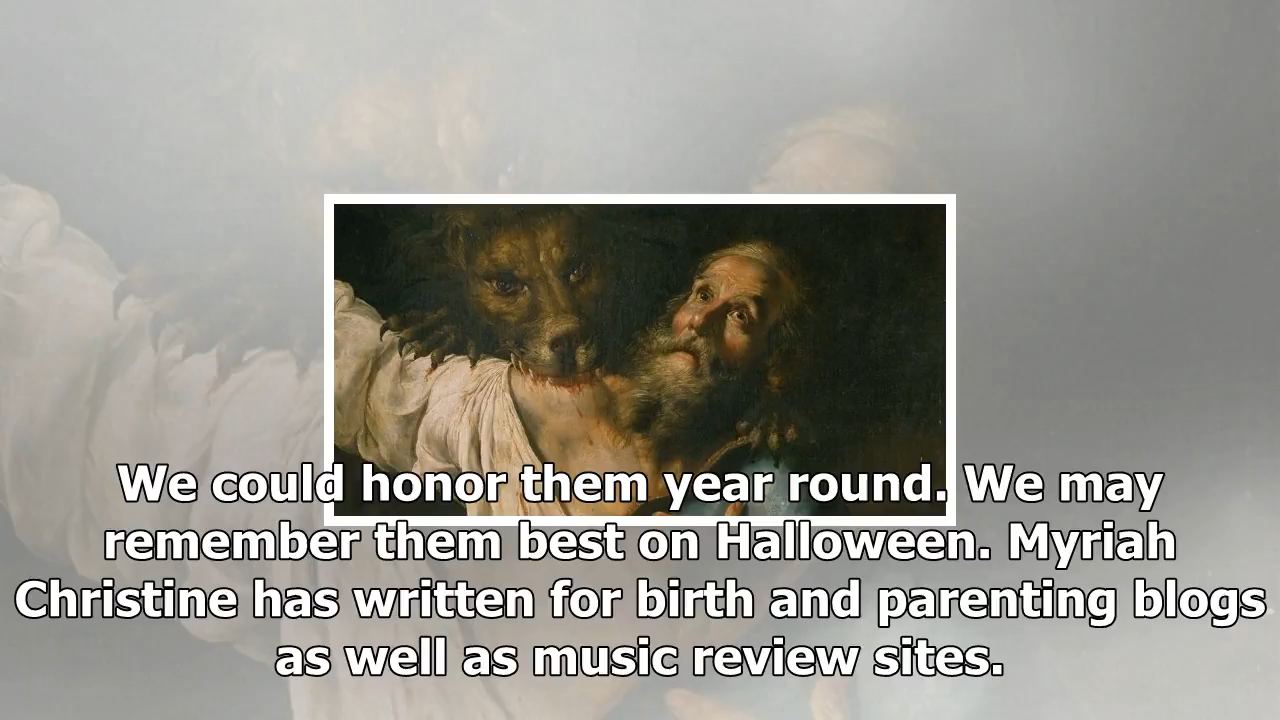 We could honor them year round. We may
remember them best on Halloween. Myriah
Christine has written for birth and parenting blogs
as well as music review sites.